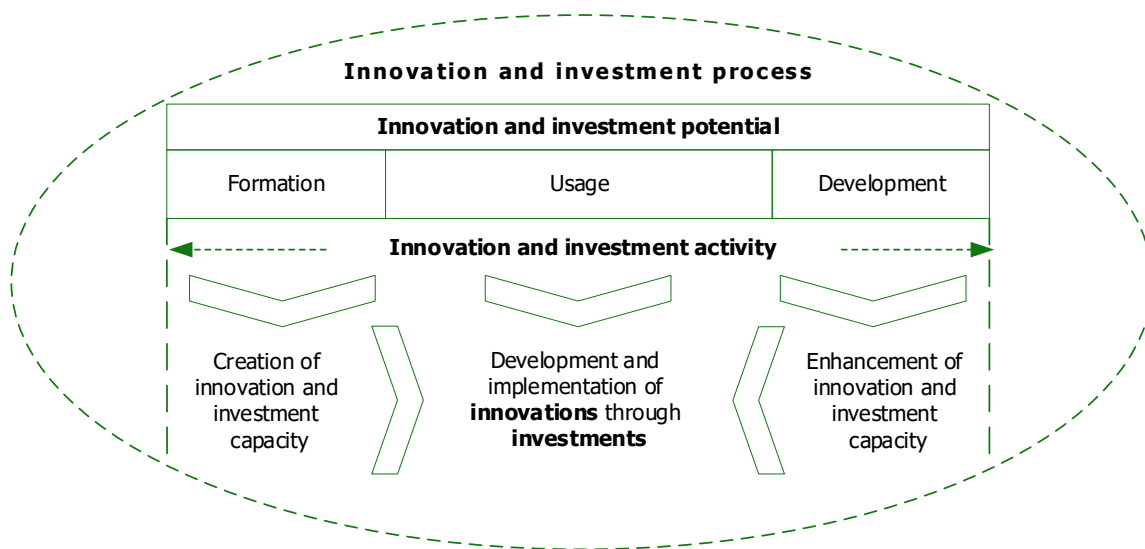 Innovation and investment process
Innovation and investment potential
Formation
Usage
Development
Innovation and investment activity
Creation of
innovation and
investment
capacity
Development and
implementation of
innovations through
investments
Enhancement of
innovation and
investment
capacity